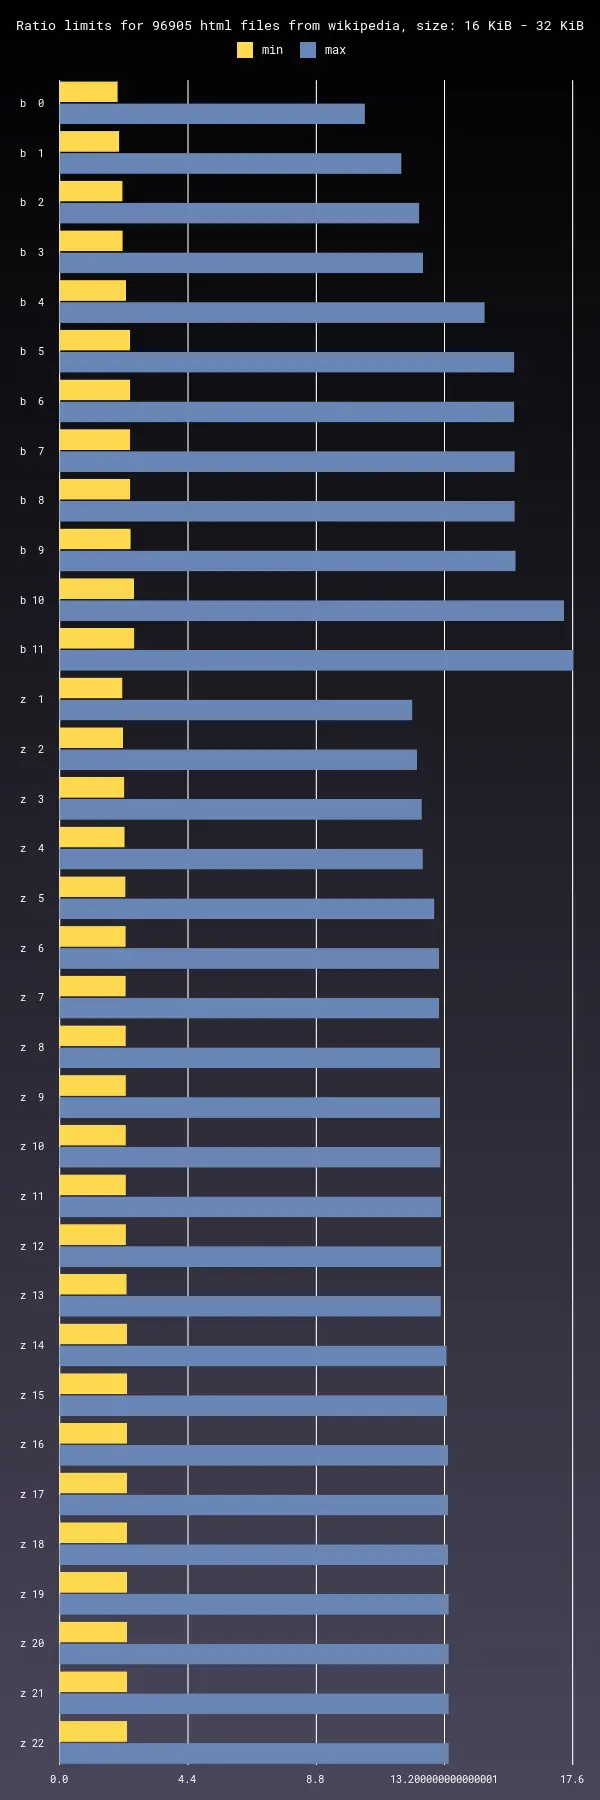 Ratio limits for 96905 html files from wikipedia, size: 16 KiB - 32 KiB
min max
b 0
b 1
b 2
b 3
b 4
b 5
b 6
b 7
b 8
b 9
b 10
b 11
z 1
z 2
z 3
z 4
z 5
z 6
z 7
z 8
z 9
z 10
z 11
z 12
z 13
z 14
z 15
z 16
z 17
z 18
z 19
z 20
z 21
z 22
0.0 4.4 8.8 13.200000000000001 17.6